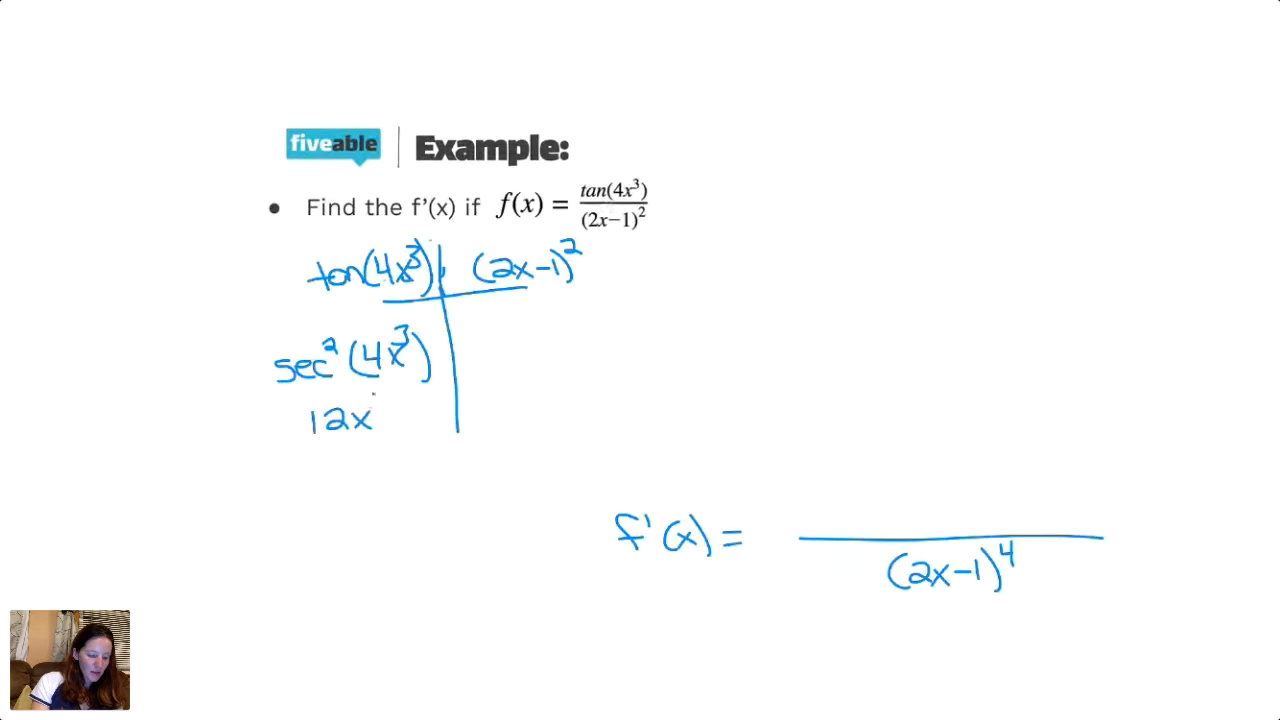 fiveable | Example:
● Find the f'(x) if f(x) = tan(4x³)/(2x−1)²
tan(4x³) | (2x-1)²
sec²(4x³)
12x
f'(x) =
(2x-1)⁴